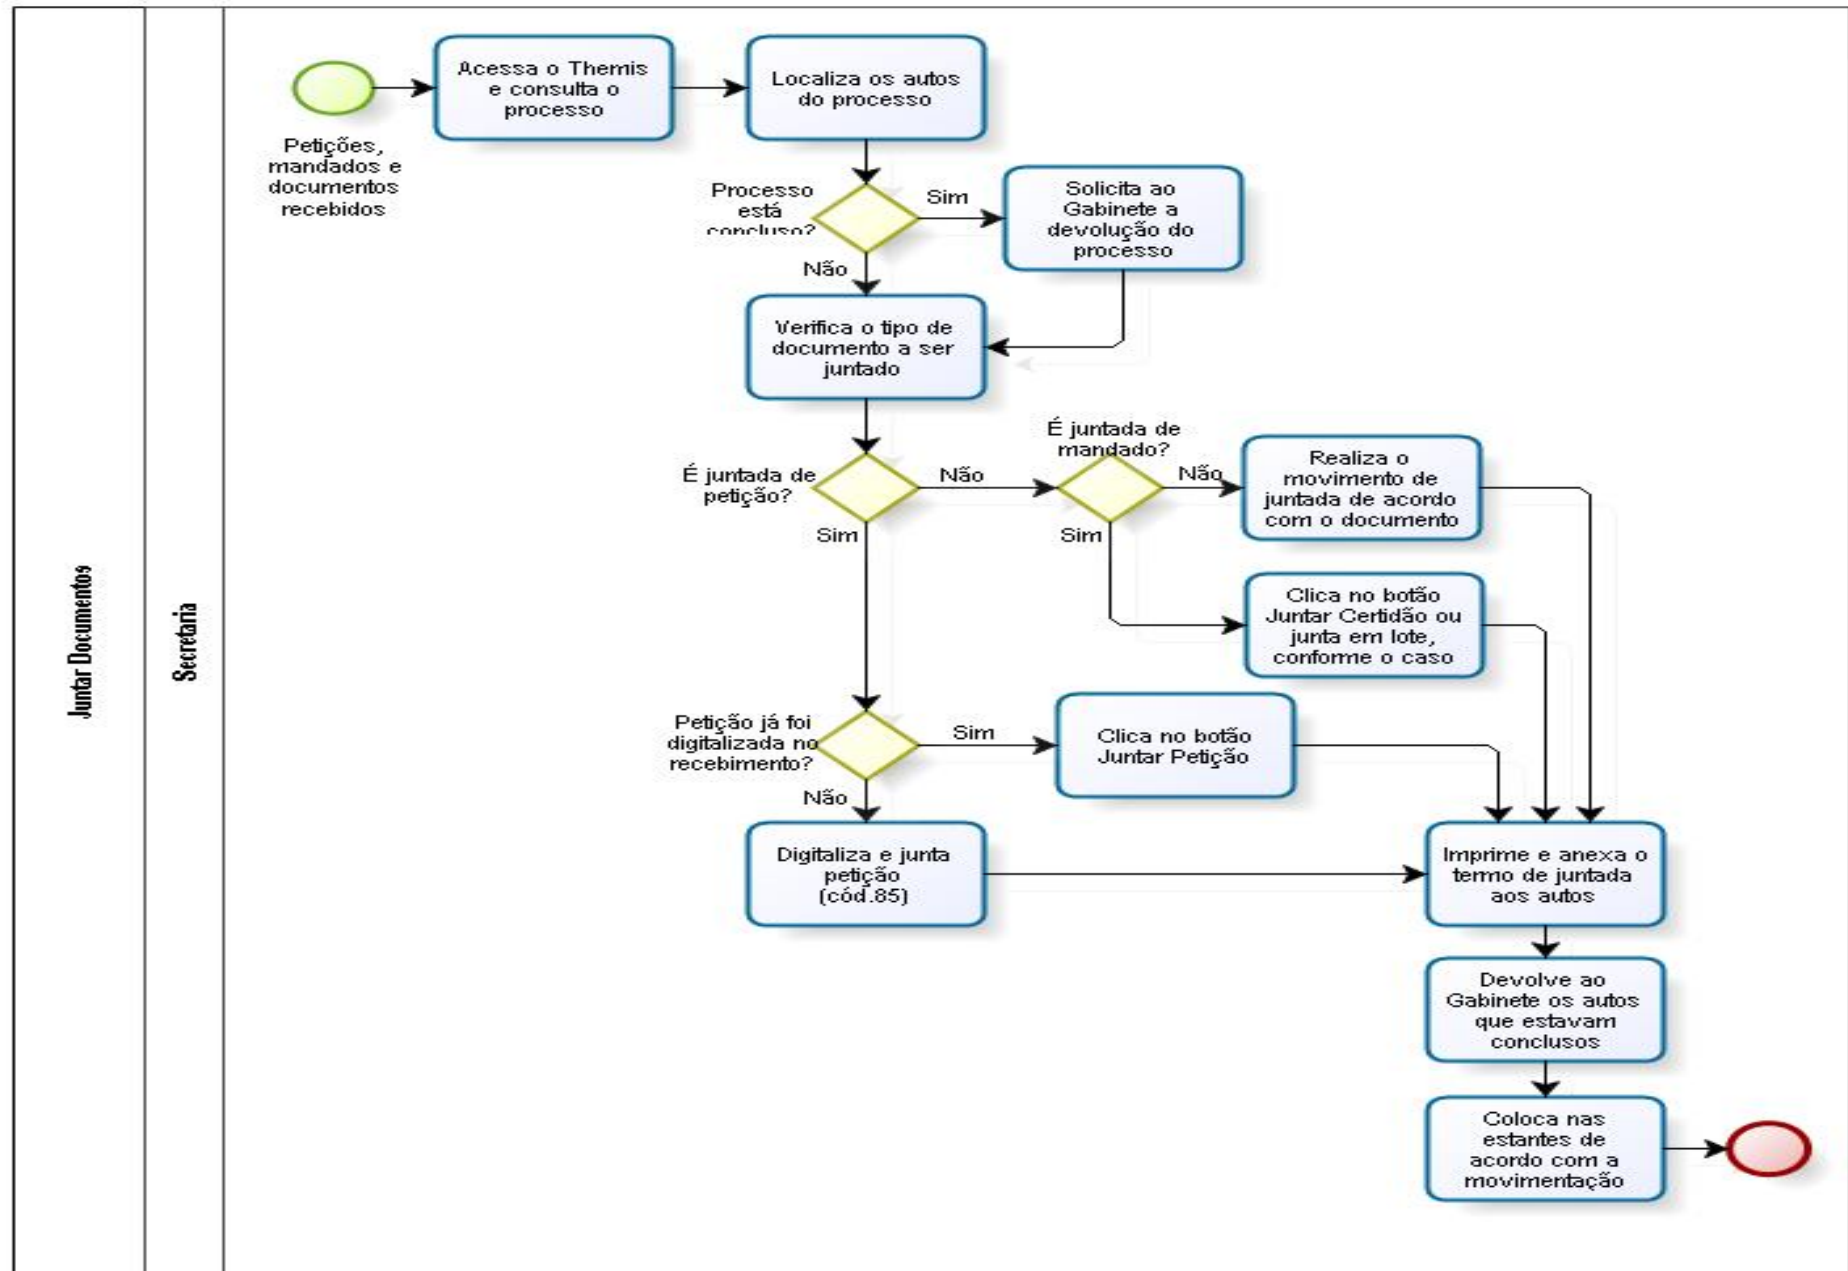 Juntar Documentos
Secretaria
Petições,
mandados e
documentos
recebidos
Acessa o Themis
e consulta o
processo
Localiza os autos
do processo
Processo
está
concluso?
Sim
Solicita ao
Gabinete a
devolução do
processo
Não
Verifica o tipo de
documento a ser
juntado
É juntada de
petição?
Não
É juntada de
mandado?
Não
Realiza o
movimento de
juntada de acordo
com o documento
Sim
Sim
Clica no botão
Juntar Certidão ou
junta em lote,
conforme o caso
Petição já foi
digitalizada no
recebimento?
Sim
Clica no botão
Juntar Petição
Não
Digitaliza e junta
petição
(cód.85)
Imprime e anexa o
termo de juntada
aos autos
Devolve ao
Gabinete os autos
que estavam
conclusos
Coloca nas
estantes de
acordo com a
movimentação